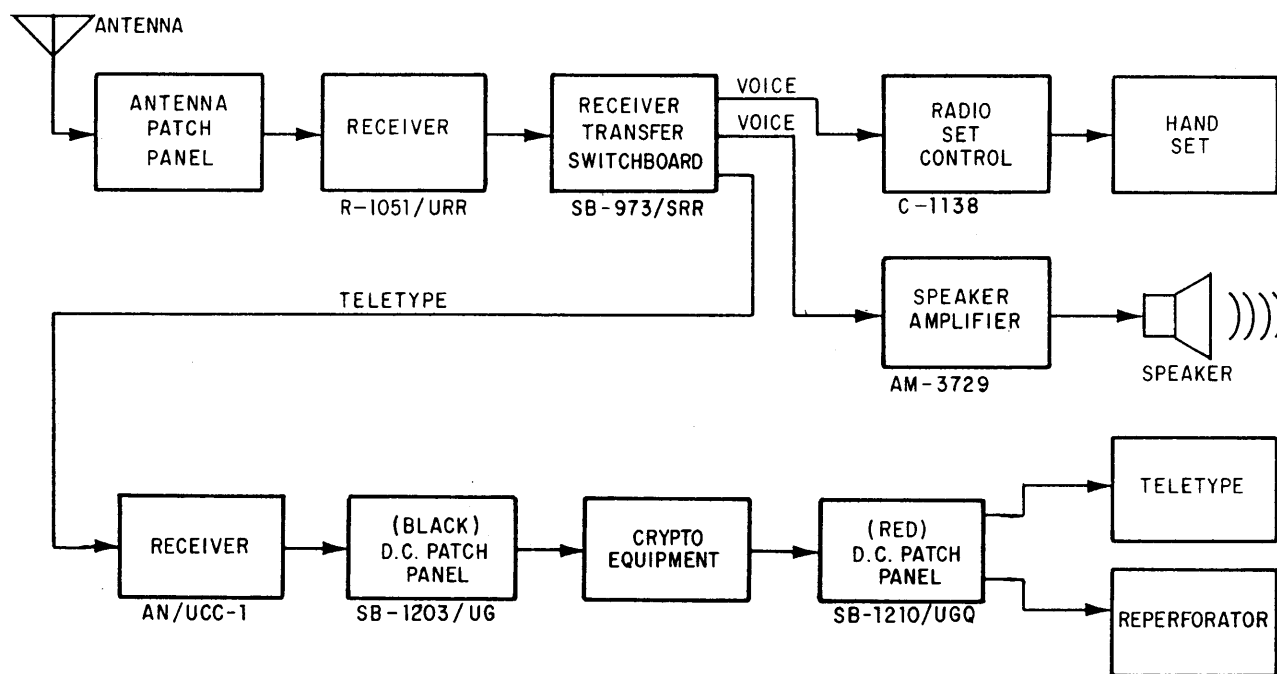 ANTENNA
ANTENNA
PATCH
PANEL
RECEIVER
R-1051/URR
RECEIVER
TRANSFER
SWITCHBOARD
SB-973/SRR
VOICE
VOICE
RADIO
SET
CONTROL
C-1138
HAND
SET
TELETYPE
SPEAKER
AMPLIFIER
AM-3729
SPEAKER
RECEIVER
AN/UCC-1
(BLACK)
D.C. PATCH
PANEL
SB-1203/UG
CRYPTO
EQUIPMENT
(RED)
D.C. PATCH
PANEL
SB-1210/UGQ
TELETYPE
REPERFORATOR